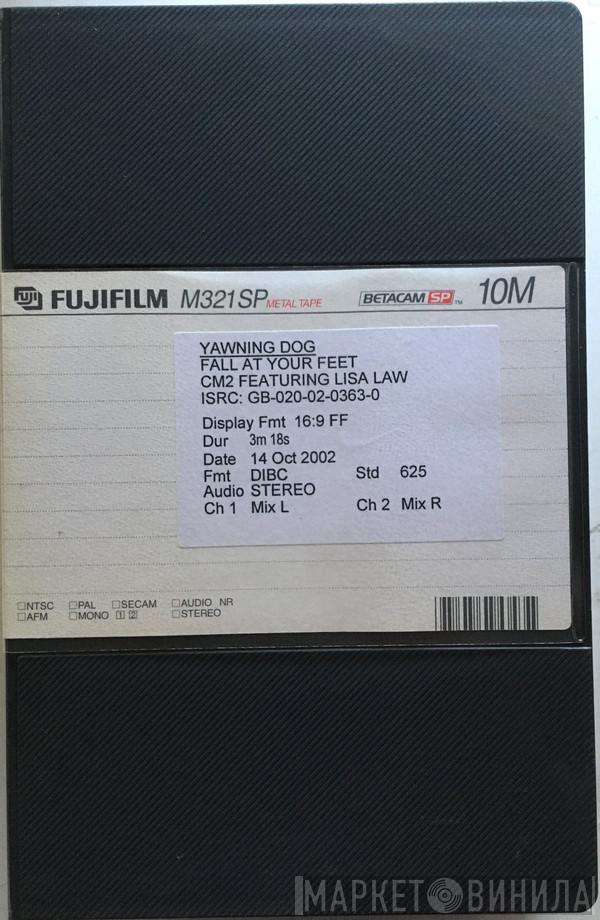 FUJI FUJIFILM M321SP METAL TAPE BETACAM SP TM 10M
YAWNING DOG
FALL AT YOUR FEET
CM2 FEATURING LISA LAW
ISRC: GB-020-02-0363-0
Display Fmt 16:9 FF
Dur 3m 18s
Date 14 Oct 2002
Fmt DIBC Std 625
Audio STEREO
Ch 1 Mix L Ch 2 Mix R
☐NTSC ☐PAL ☐SECAM ☐AUDIO NR
☐AFM ☐MONO 1 2 ☐STEREO
МАРКЕТ ВИНИЛА